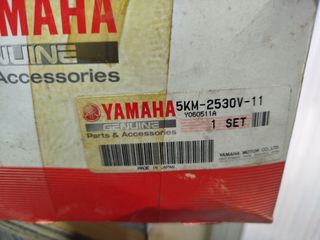 YAMAHA
GENUINE
Accessories
YAMAHA
GENUINE
Parts & Accessories
5KM-2530V-11
Y060511A
1 SET
MADE IN JAPAN
YAMAHA MOTOR CO.,LTD.